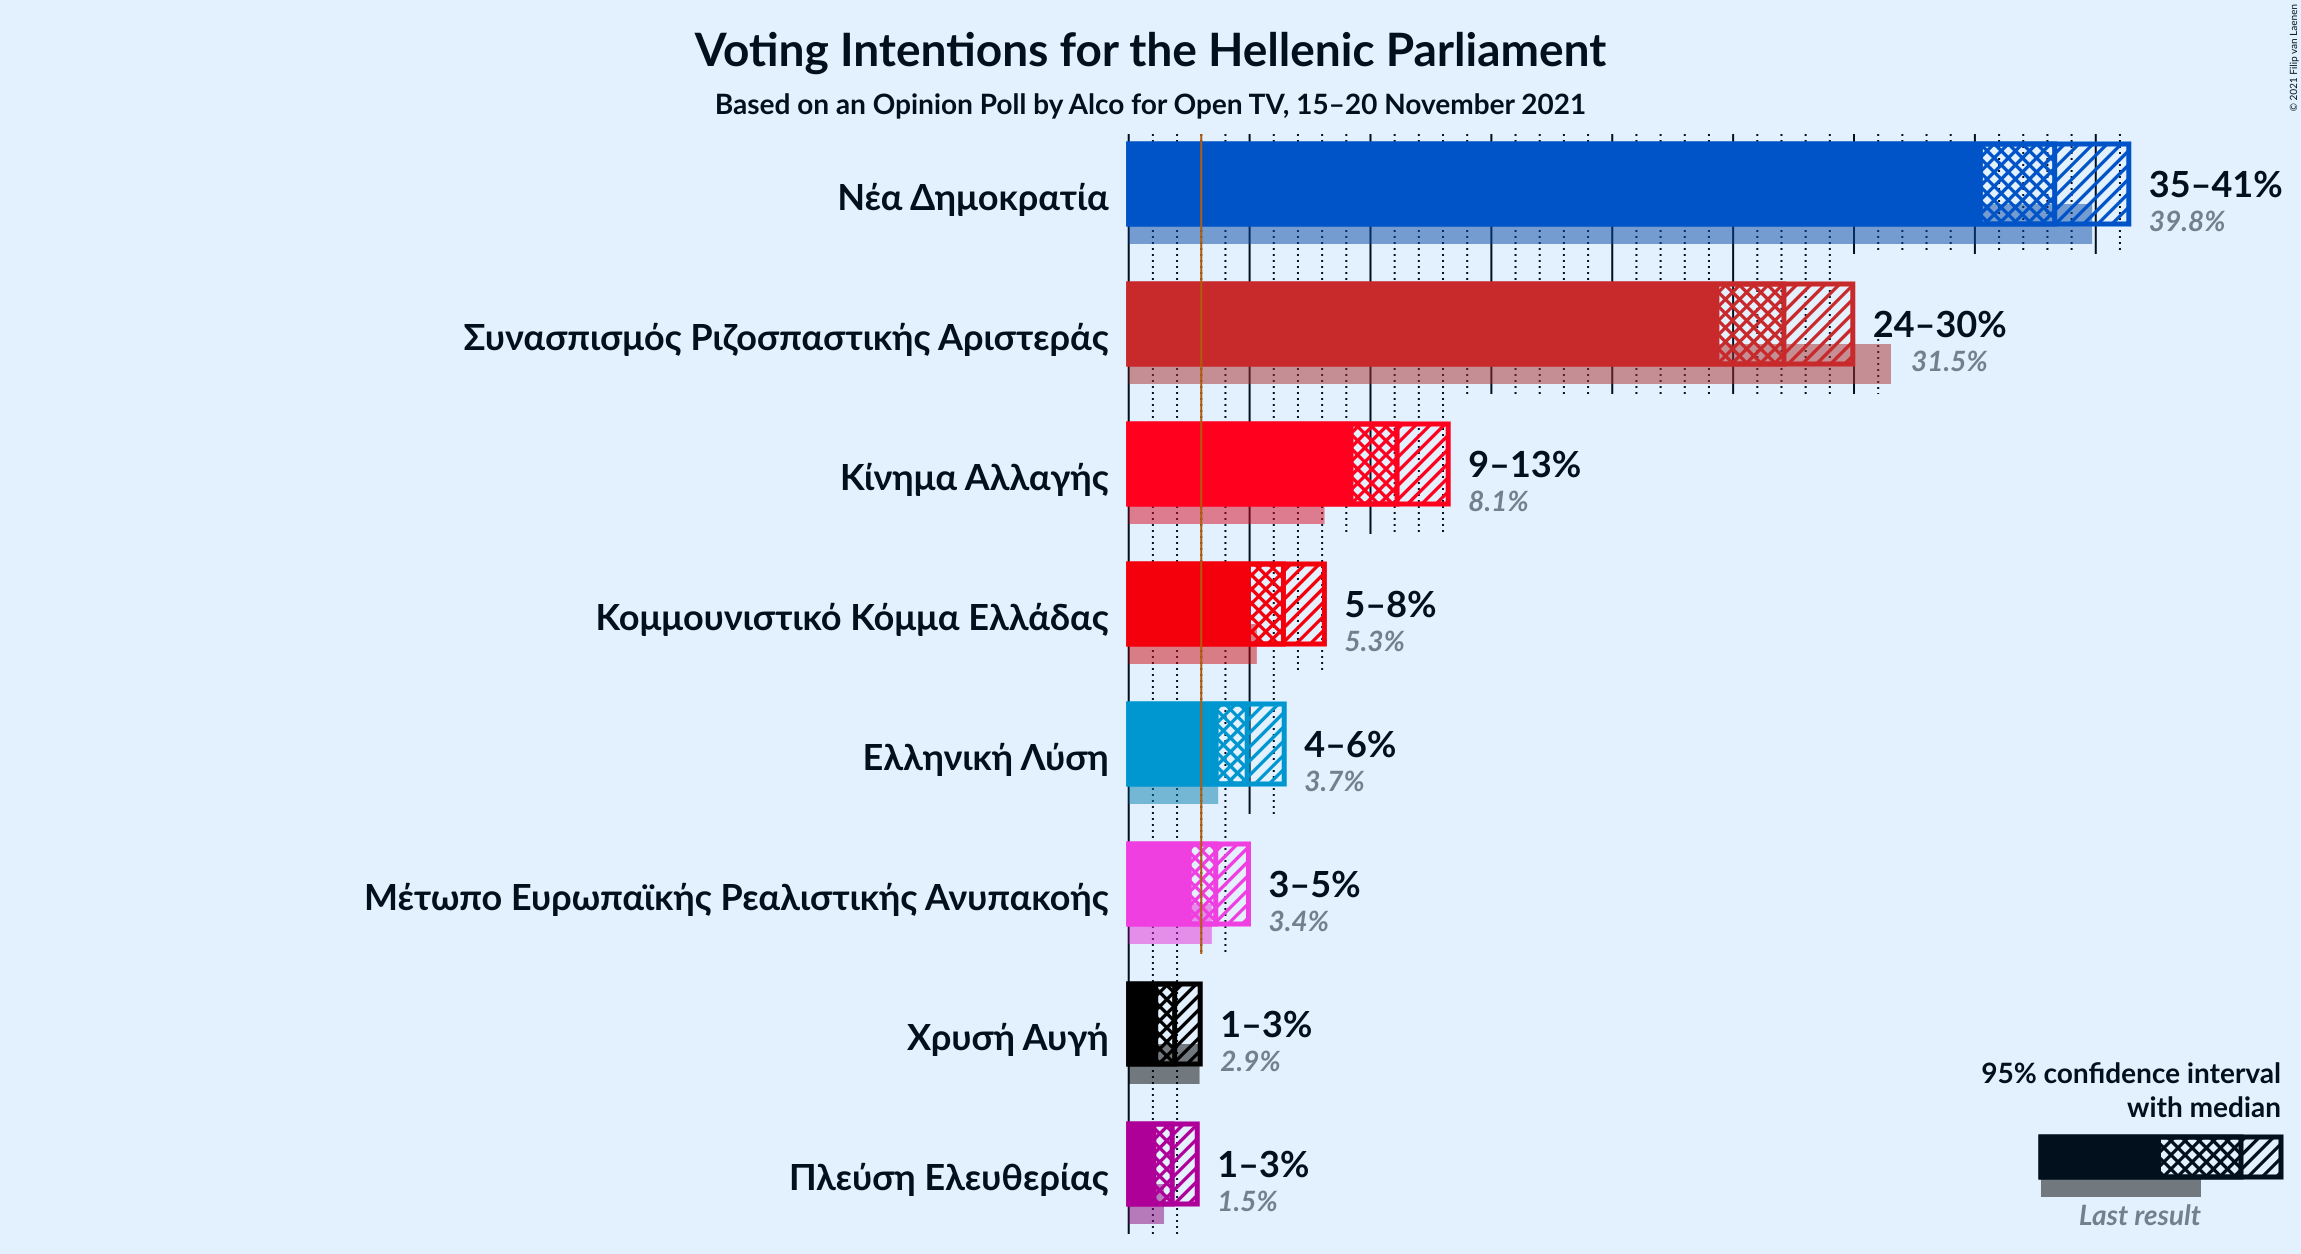 Voting Intentions for the Hellenic Parliament
Based on an Opinion Poll by Alco for Open TV, 15–20 November 2021
© 2021 Filip van Laenen
Νέα Δημοκρατία
35–41%
39.8%
Συνασπισμός Ριζοσπαστικής Αριστεράς
24–30%
31.5%
Κίνημα Αλλαγής
9–13%
8.1%
Κομμουνιστικό Κόμμα Ελλάδας
5–8%
5.3%
Ελληνική Λύση
4–6%
3.7%
Μέτωπο Ευρωπαϊκής Ρεαλιστικής Ανυπακοής
3–5%
3.4%
Χρυσή Αυγή
1–3%
2.9%
Πλεύση Ελευθερίας
1–3%
1.5%
95% confidence interval
with median
Last result